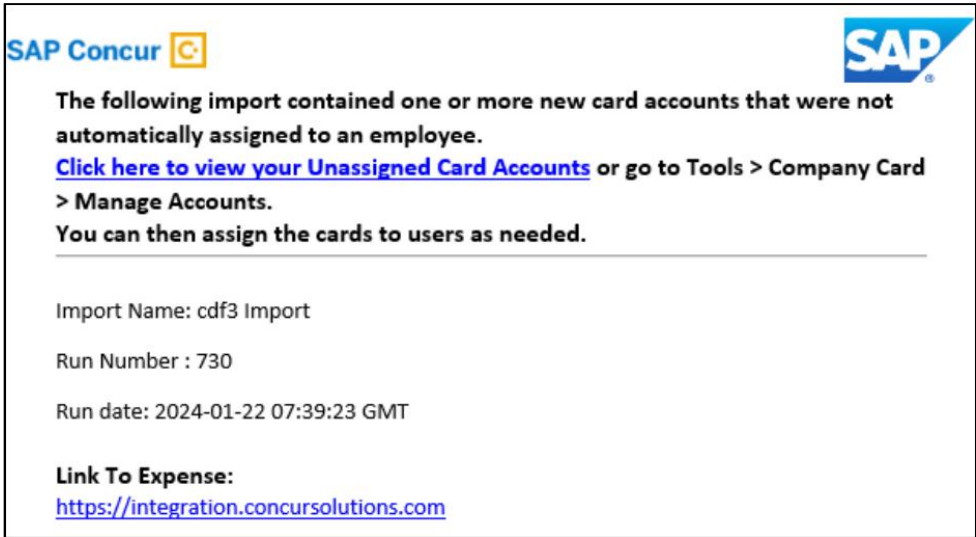 SAP Concur C
SAP
The following import contained one or more new card accounts that were not
automatically assigned to an employee.
Click here to view your Unassigned Card Accounts or go to Tools > Company Card
> Manage Accounts.
You can then assign the cards to users as needed.
Import Name: cdf3 Import
Run Number : 730
Run date: 2024-01-22 07:39:23 GMT
Link To Expense:
https://integration.concursolutions.com